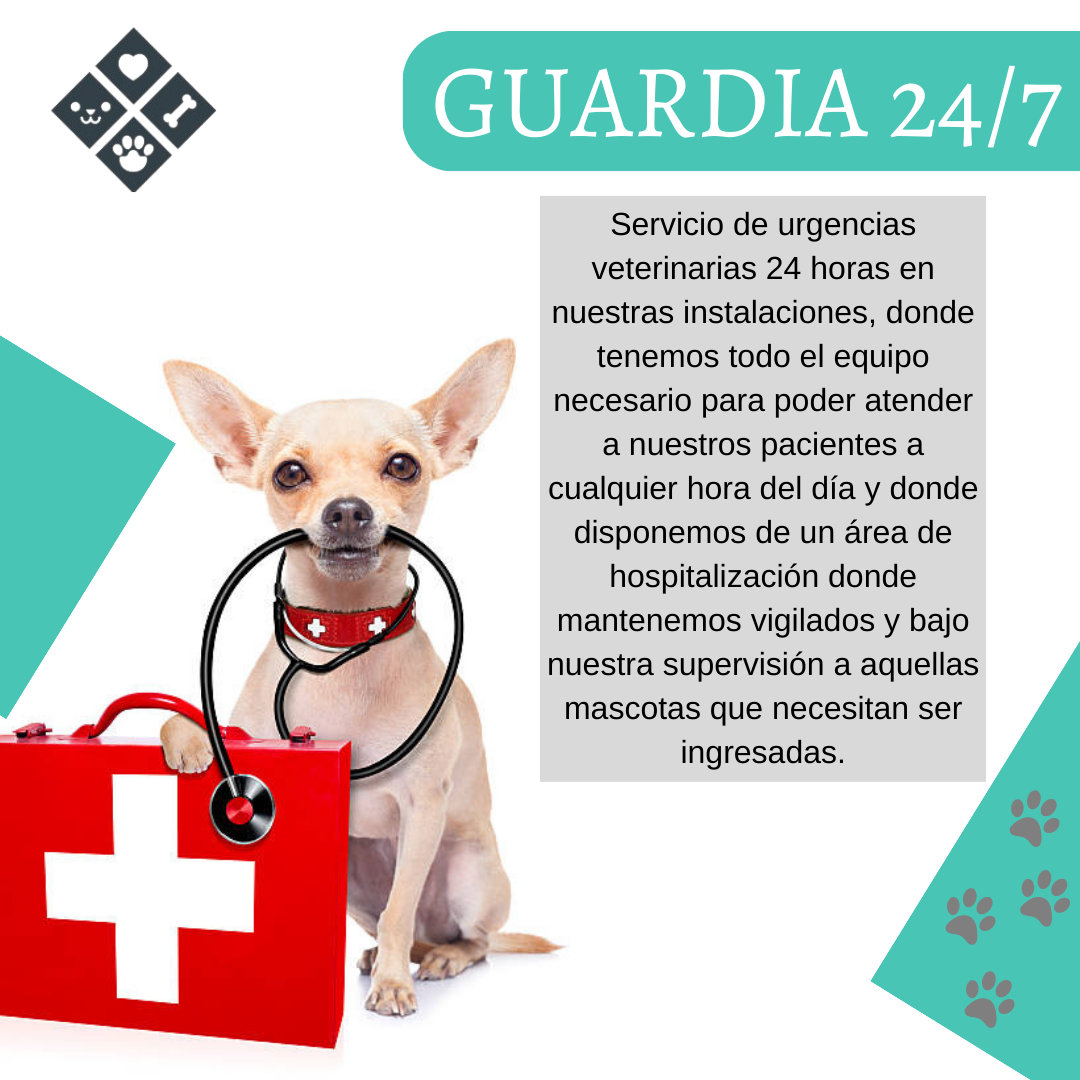 GUARDIA 24/7
Servicio de urgencias
veterinarias 24 horas en
nuestras instalaciones, donde
tenemos todo el equipo
necesario para poder atender
a nuestros pacientes a
cualquier hora del día y donde
disponemos de un área de
hospitalización donde
mantenemos vigilados y bajo
nuestra supervisión a aquellas
mascotas que necesitan ser
ingresadas.